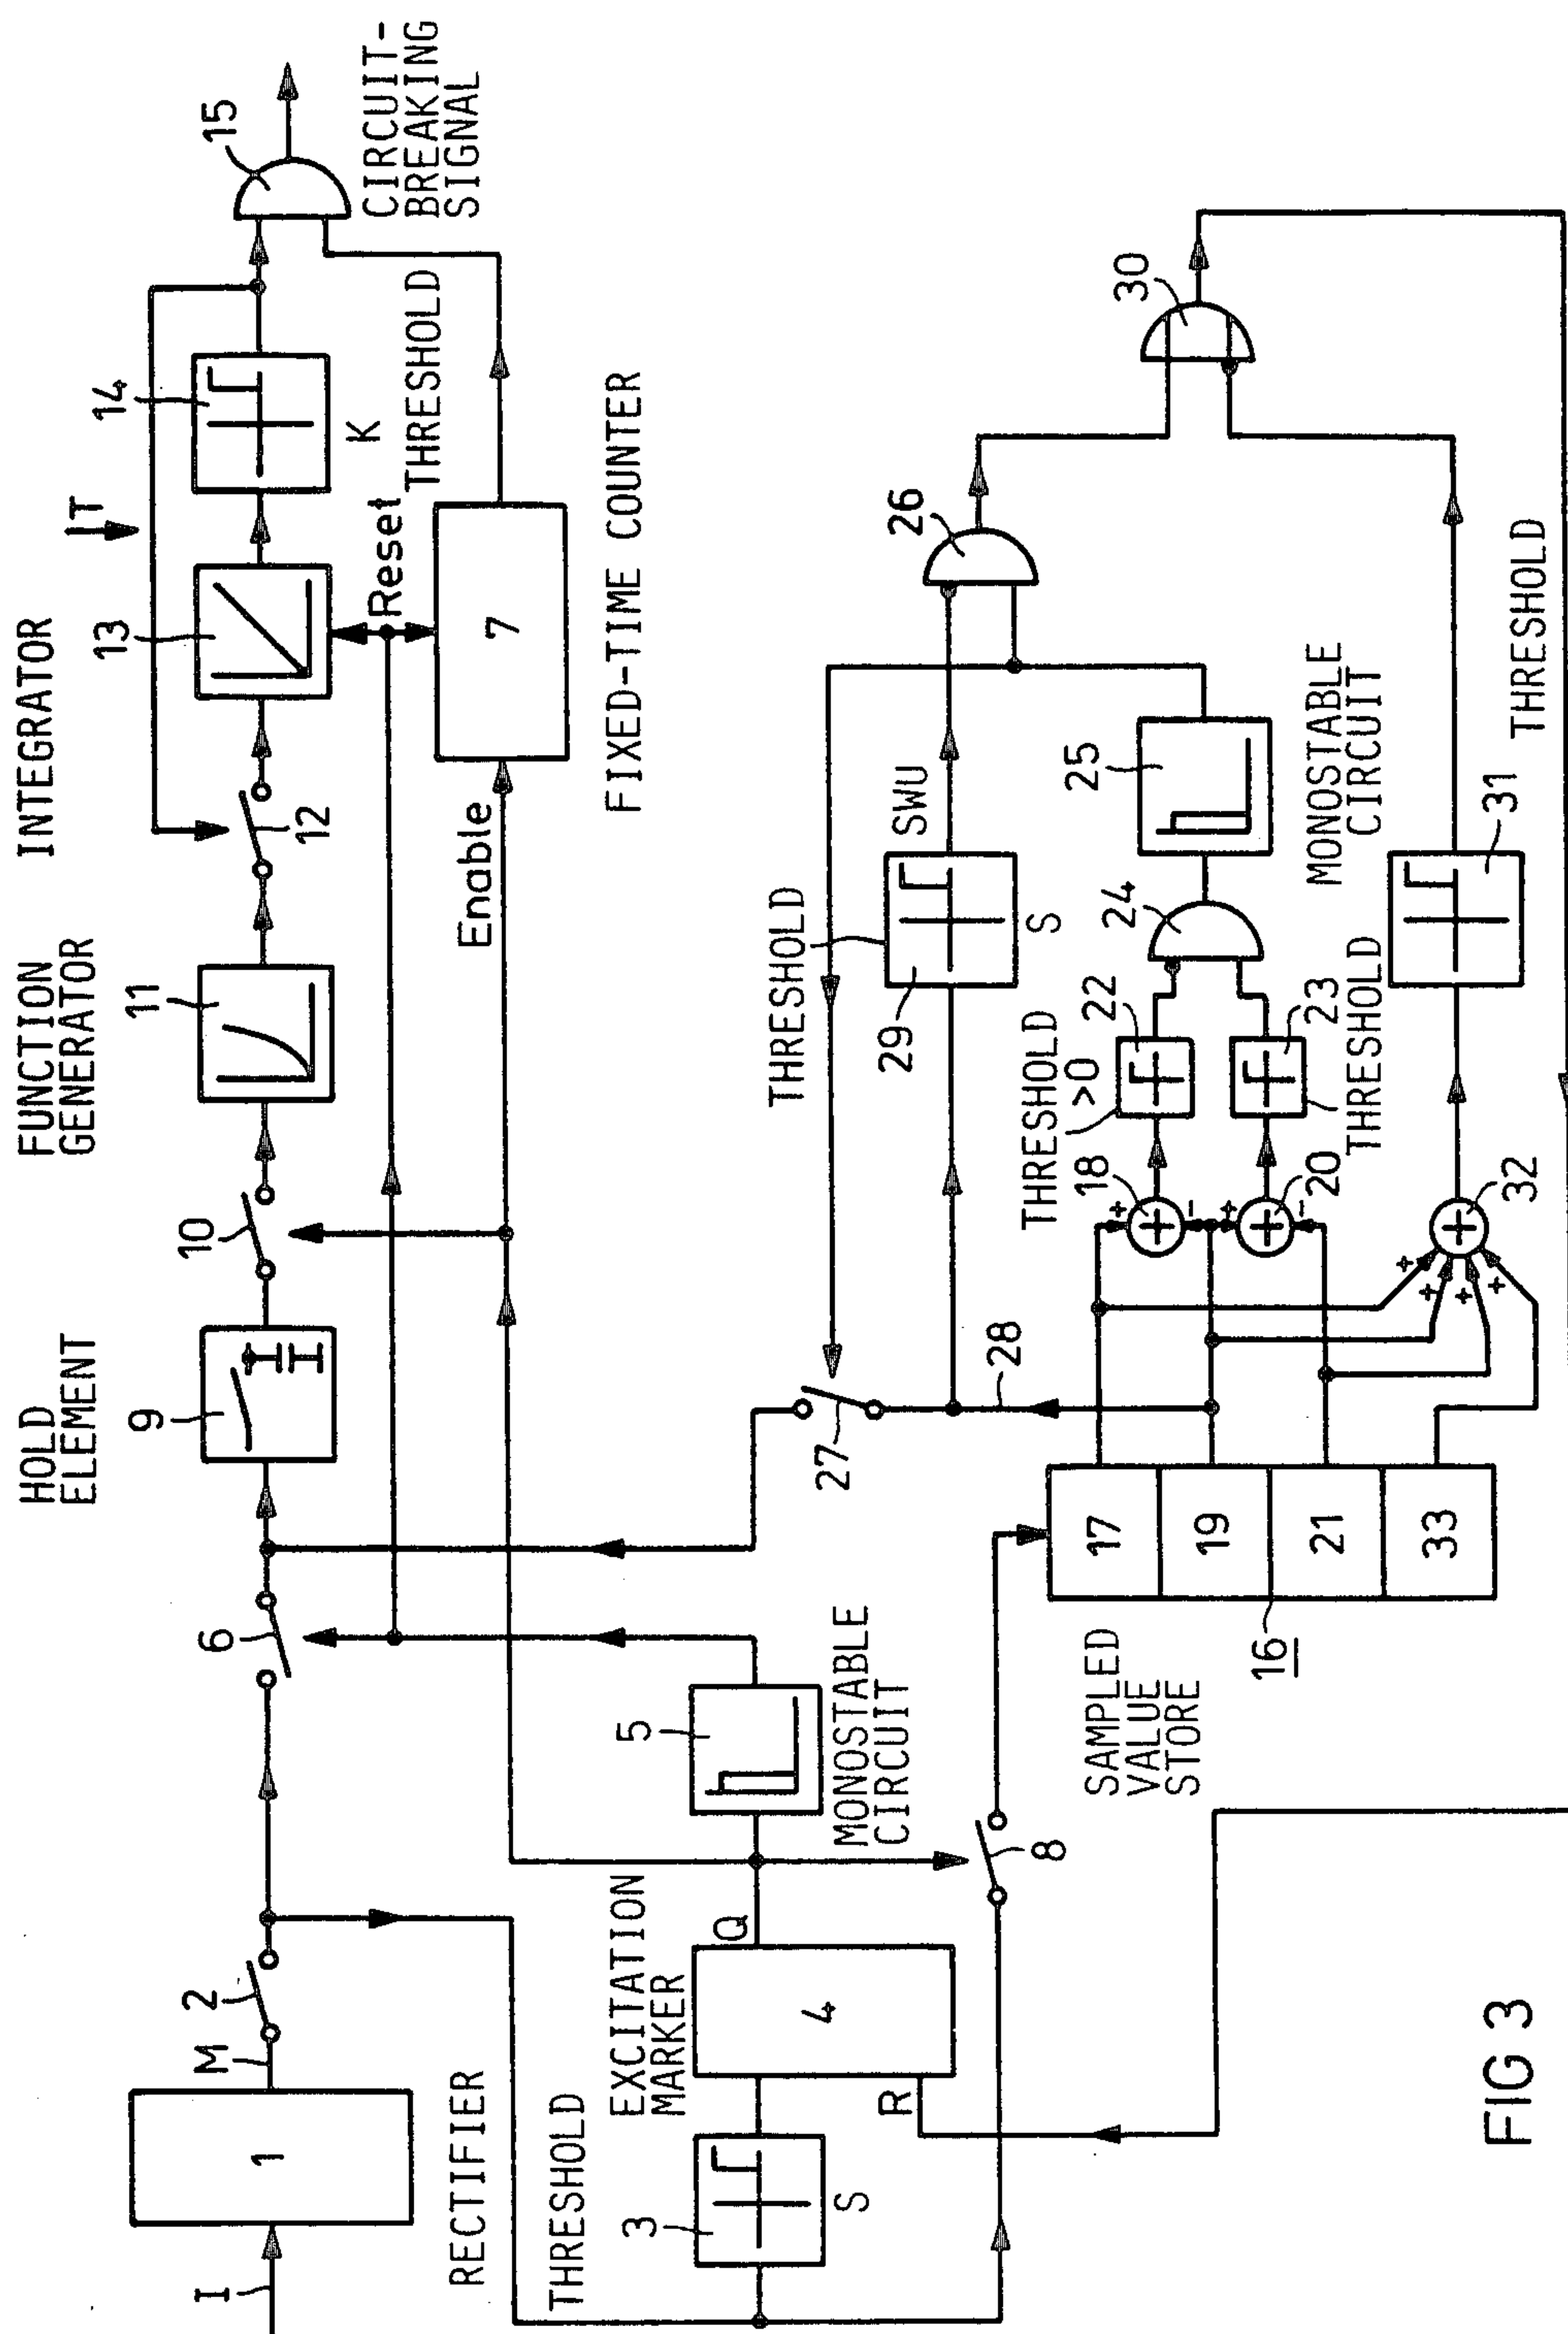 I
1
RECTIFIER
M
2
6
HOLD
ELEMENT
9
10
FUNCTION
GENERATOR
11
12
INTEGRATOR
13
IT
14
K
THRESHOLD
15
CIRCUIT-
BREAKING
SIGNAL
Reset
Enable
7
FIXED-TIME COUNTER
THRESHOLD
3
S
EXCITATION
MARKER
4
Q
R
5
MONOSTABLE
CIRCUIT
8
SAMPLED
VALUE
STORE
16
17
19
21
33
27
28
THRESHOLD
29
S
SWU
THRESHOLD
>0
18
20
22
23
THRESHOLD
24
25
MONOSTABLE
CIRCUIT
26
30
32
31
THRESHOLD
+
-
+
-
+
+
+
+
FIG 3